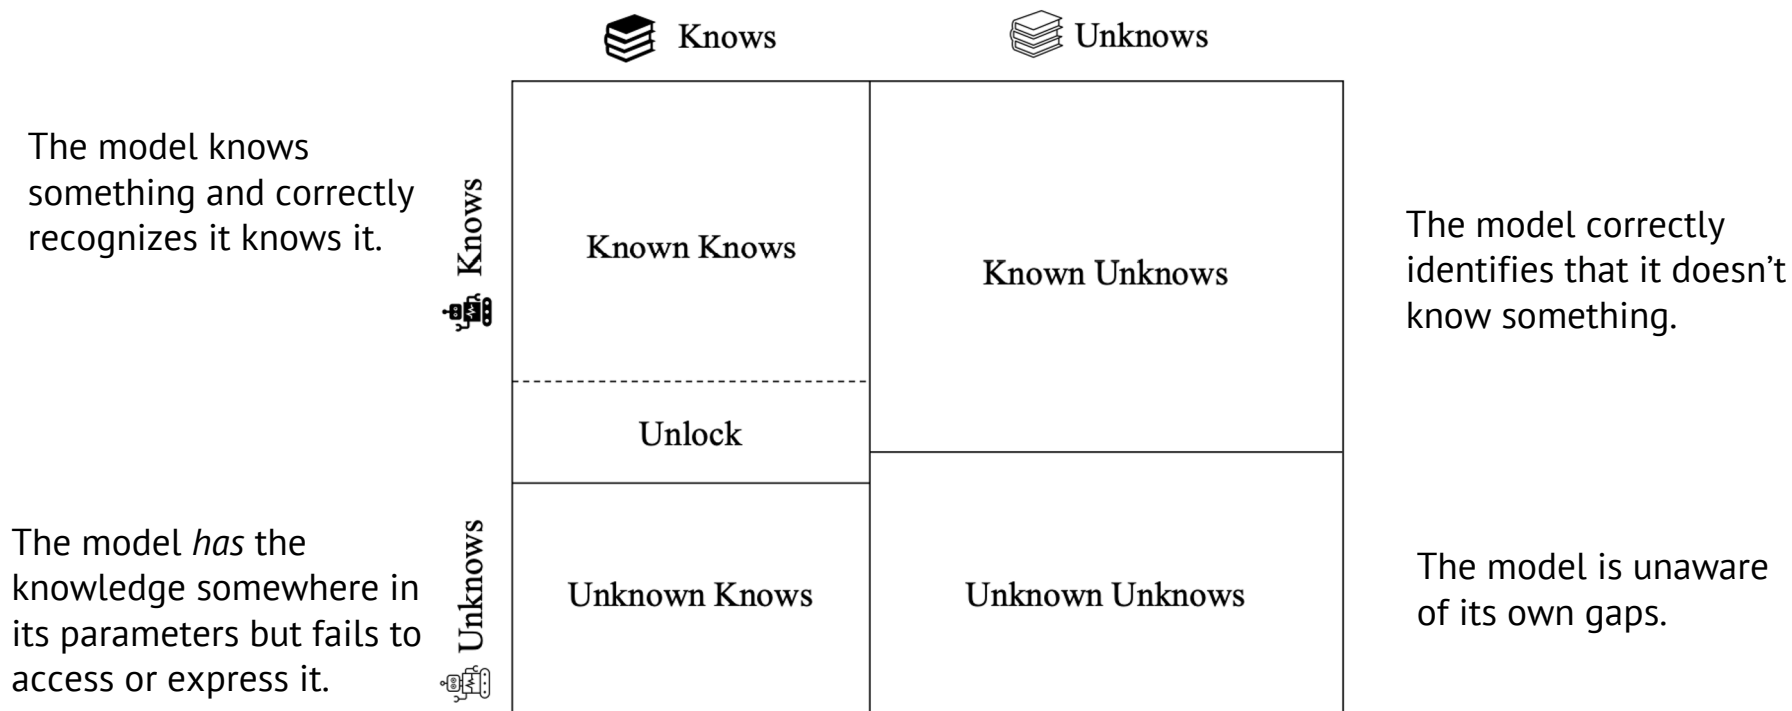 Knows
Unknows
The model knows
something and correctly
recognizes it knows it.
Knows
Known Knows
Known Unknows
The model correctly
identifies that it doesn’t
know something.
Unlock
The model has the
knowledge somewhere in
its parameters but fails to
access or express it.
Unknows
Unknown Knows
Unknown Unknows
The model is unaware
of its own gaps.